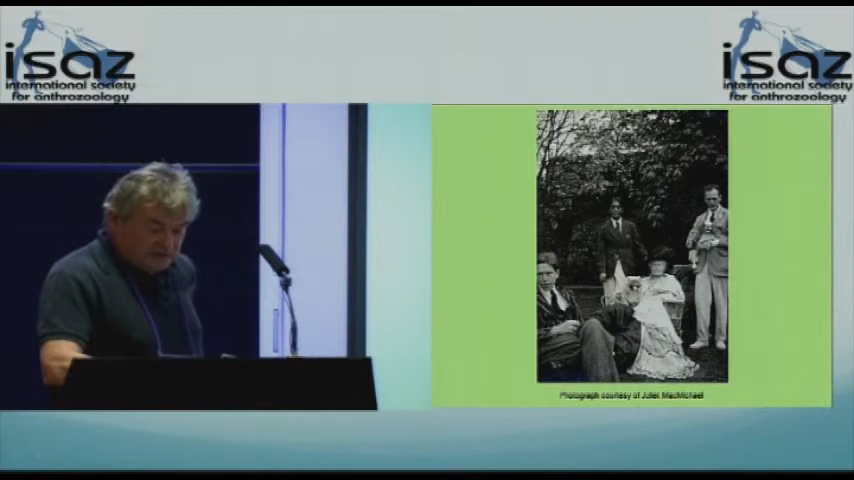 isaz
international society
for anthrozoology
isaz
international society
for anthrozoology
Photograph courtesy of Juliet MacMichael